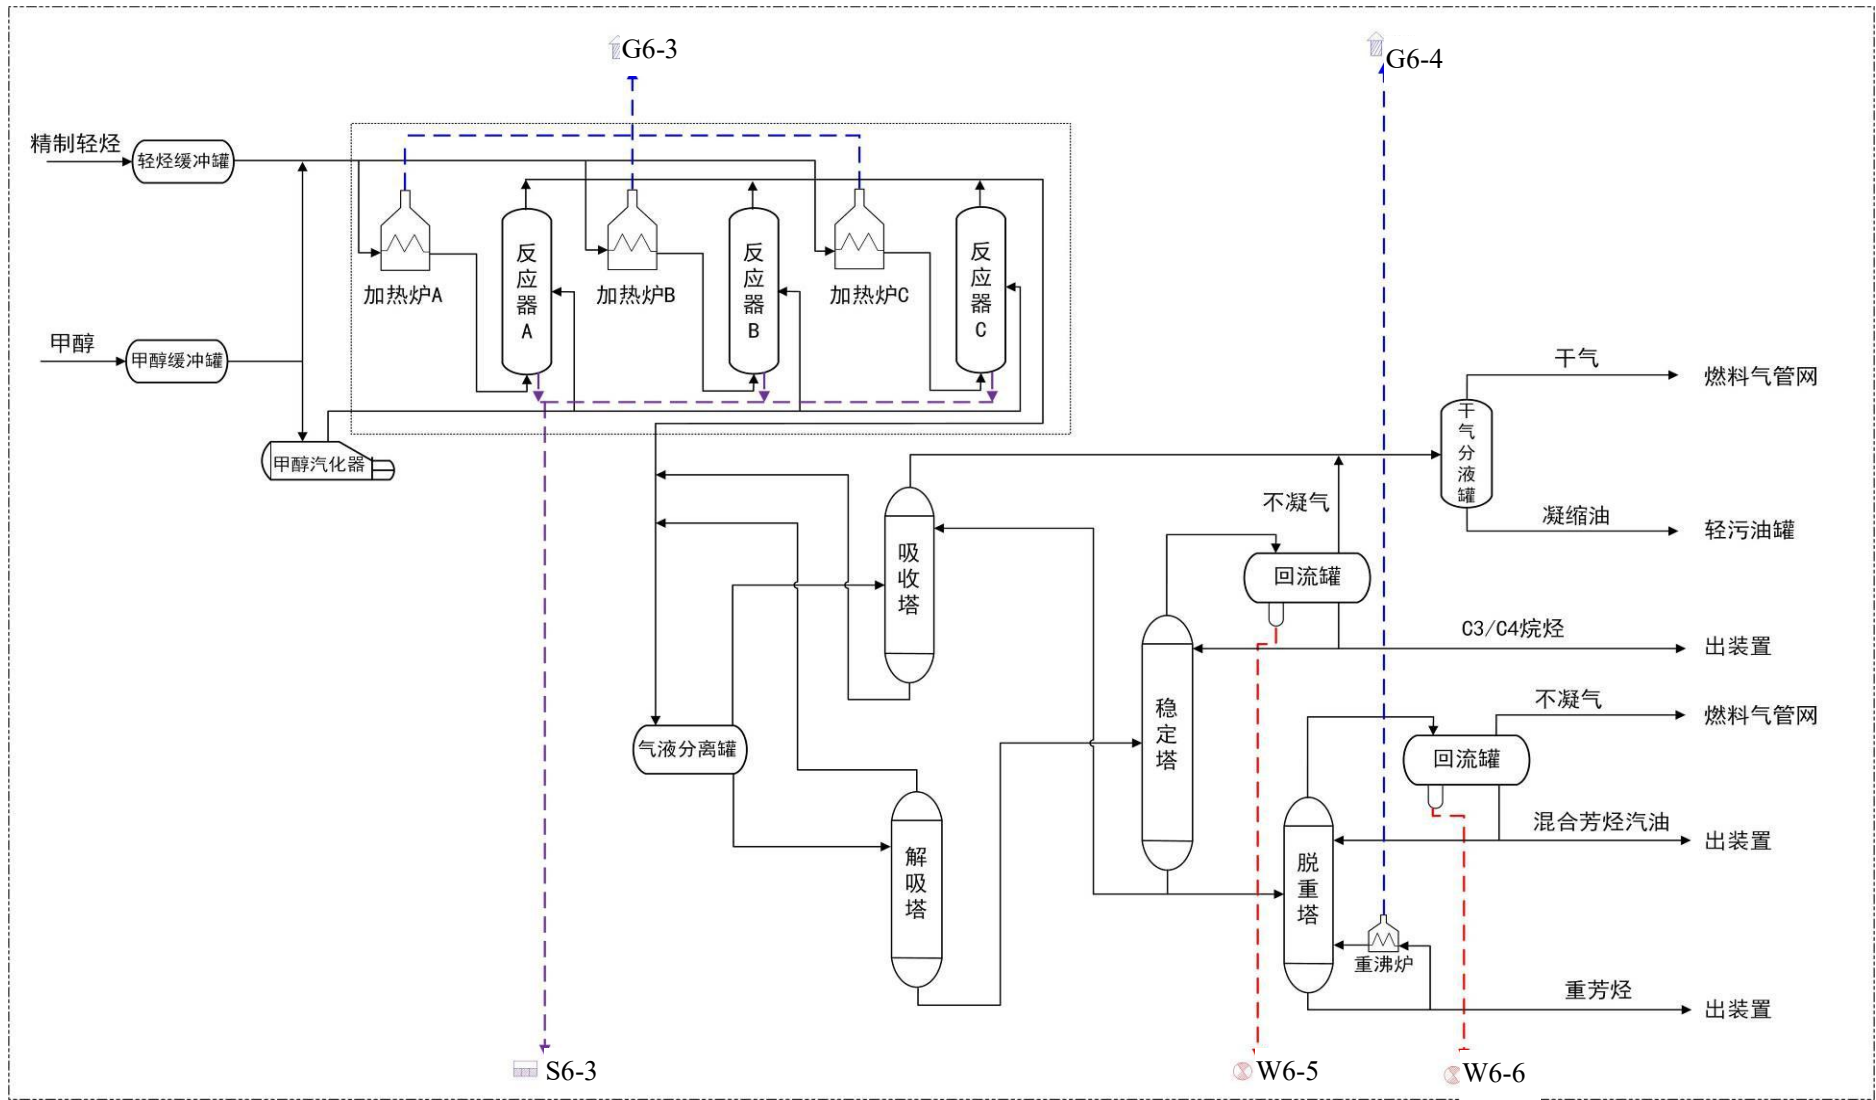 G6-3
G6-4
精制轻烃
轻烃缓冲罐
加热炉A
反应器A
加热炉B
反应器B
加热炉C
反应器C
甲醇
甲醇缓冲罐
甲醇汽化器
干气
燃料气管网
干气分液罐
不凝气
凝缩油
轻污油罐
吸收塔
回流罐
C3/C4烷烃
出装置
稳定塔
不凝气
燃料气管网
气液分离罐
回流罐
混合芳烃汽油
出装置
解吸塔
脱重塔
重沸炉
重芳烃
出装置
S6-3
W6-5
W6-6